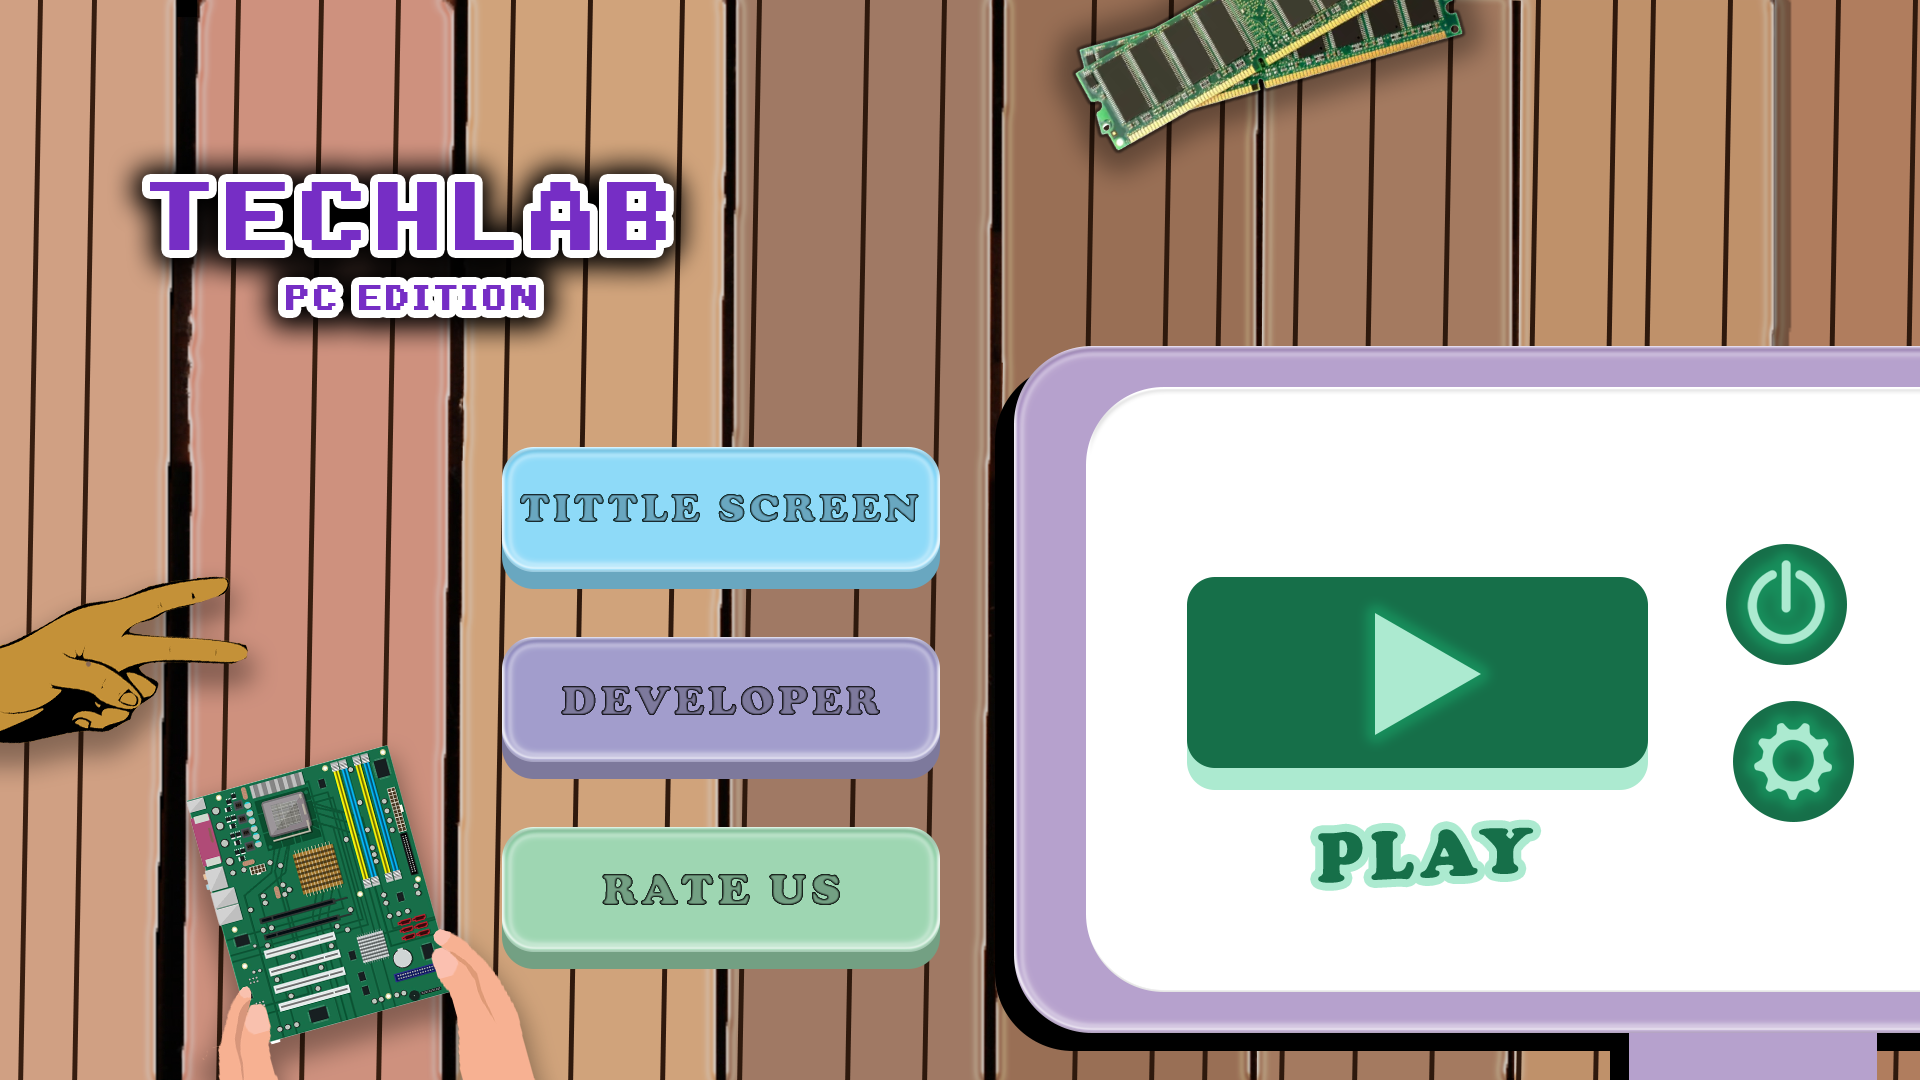 TECHLAB
PC EDITION
TITTLE SCREEN
DEVELOPER
RATE US
PLAY